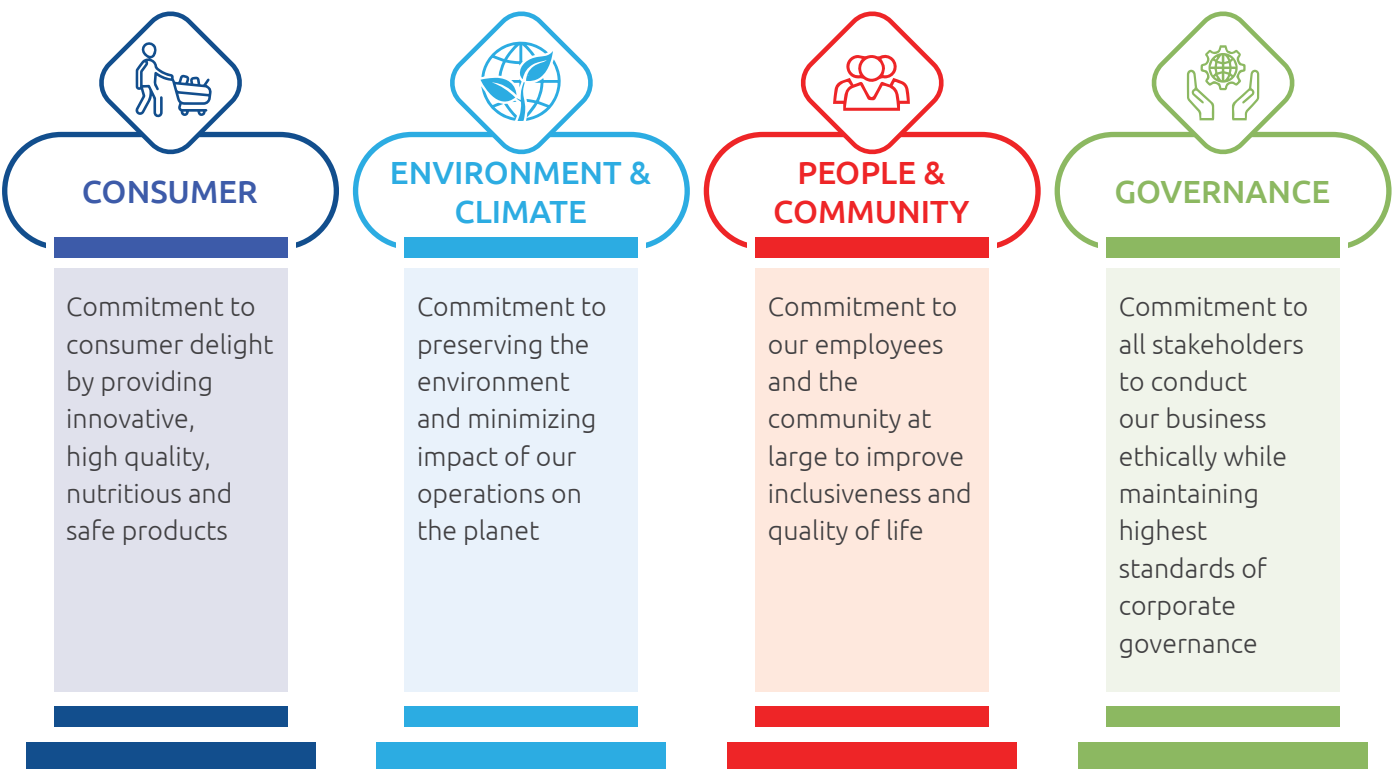 CONSUMER
Commitment to
consumer delight
by providing
innovative,
high quality,
nutritious and
safe products
ENVIRONMENT &
CLIMATE
Commitment to
preserving the
environment
and minimizing
impact of our
operations on
the planet
PEOPLE &
COMMUNITY
Commitment to
our employees
and the
community at
large to improve
inclusiveness and
quality of life
GOVERNANCE
Commitment to
all stakeholders
to conduct
our business
ethically while
maintaining
highest
standards of
corporate
governance